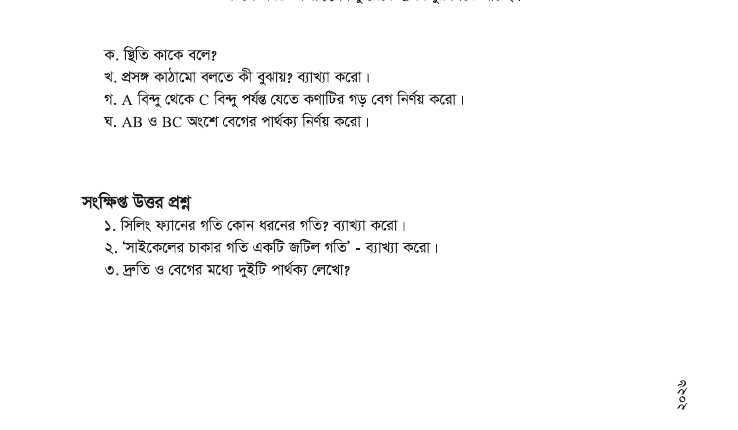 ক. স্থিতি কাকে বলে?
খ. প্রসঙ্গ কাঠামো বলতে কী বুঝায়? ব্যাখ্যা করো।
গ. A বিন্দু থেকে C বিন্দু পর্যন্ত যেতে কণাটির গড় বেগ নির্ণয় করো।
ঘ. AB ও BC অংশে বেগের পার্থক্য নির্ণয় করো।
সংক্ষিপ্ত উত্তর প্রশ্ন
১. সিলিং ফ্যানের গতি কোন ধরনের গতি? ব্যাখ্যা করো।
২. ‘সাইকেলের চাকার গতি একটি জটিল গতি’ - ব্যাখ্যা করো।
৩. দ্রুতি ও বেগের মধ্যে দুইটি পার্থক্য লেখো?
২০২৬